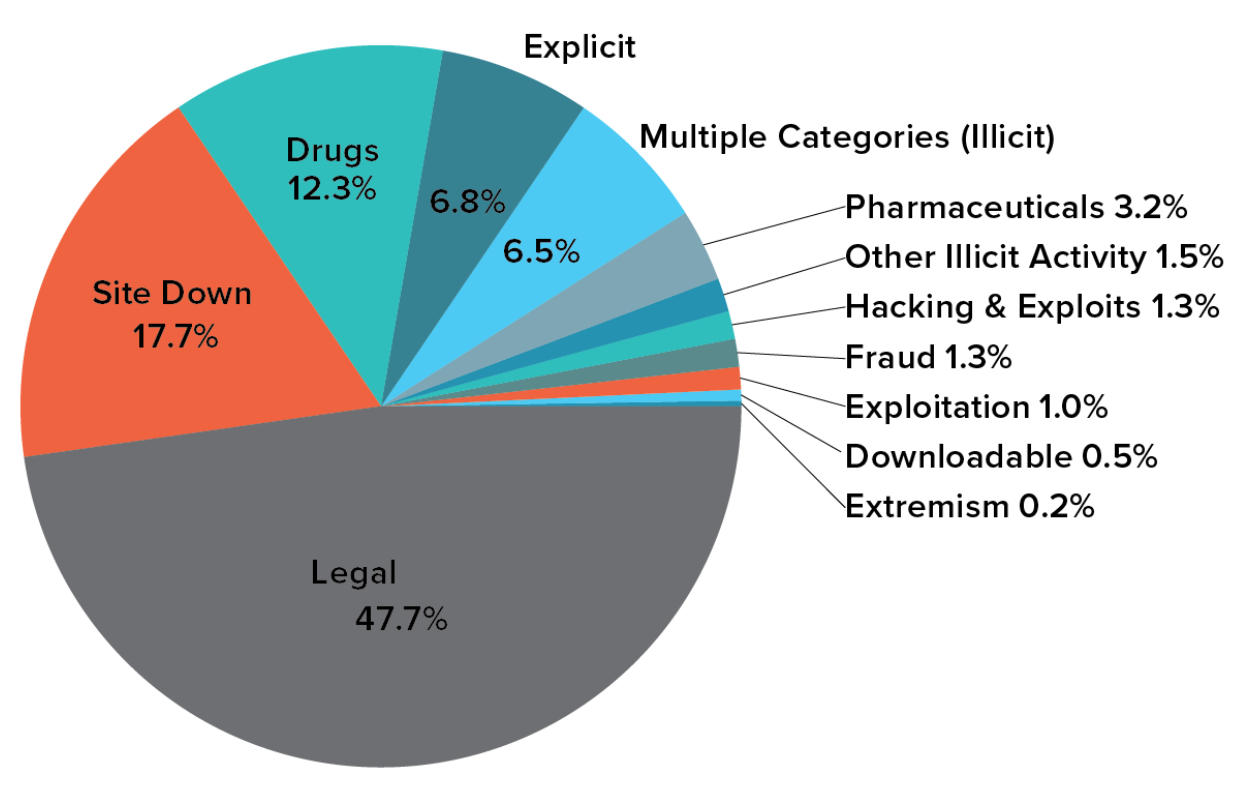 Explicit
Multiple Categories (Illicit)
Drugs
12.3%
6.8%
6.5%
Pharmaceuticals 3.2%
Other Illicit Activity 1.5%
Hacking & Exploits 1.3%
Fraud 1.3%
Exploitation 1.0%
Downloadable 0.5%
Extremism 0.2%
Site Down
17.7%
Legal
47.7%